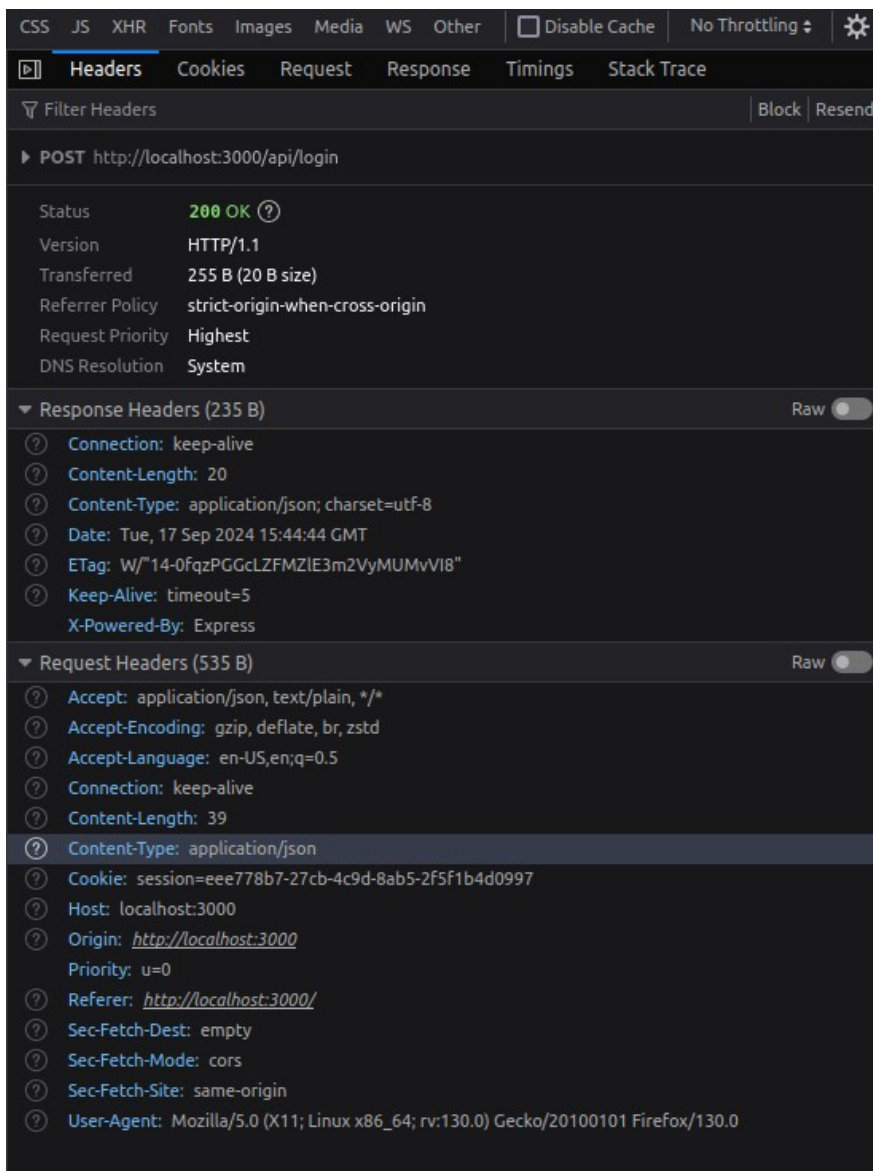 CSS JS XHR Fonts Images Media WS Other Disable Cache No Throttling
Headers Cookies Request Response Timings Stack Trace
Filter Headers Block Resend
POST http://localhost:3000/api/login
Status 200 OK
Version HTTP/1.1
Transferred 255 B (20 B size)
Referrer Policy strict-origin-when-cross-origin
Request Priority Highest
DNS Resolution System
Response Headers (235 B) Raw
Connection: keep-alive
Content-Length: 20
Content-Type: application/json; charset=utf-8
Date: Tue, 17 Sep 2024 15:44:44 GMT
ETag: W/"14-0fqzPGGcLZFMZlE3m2VyMUMvVI8"
Keep-Alive: timeout=5
X-Powered-By: Express
Request Headers (535 B) Raw
Accept: application/json, text/plain, */*
Accept-Encoding: gzip, deflate, br, zstd
Accept-Language: en-US,en;q=0.5
Connection: keep-alive
Content-Length: 39
Content-Type: application/json
Cookie: session=eee778b7-27cb-4c9d-8ab5-2f5f1b4d0997
Host: localhost:3000
Origin: http://localhost:3000
Priority: u=0
Referer: http://localhost:3000/
Sec-Fetch-Dest: empty
Sec-Fetch-Mode: cors
Sec-Fetch-Site: same-origin
User-Agent: Mozilla/5.0 (X11; Linux x86_64; rv:130.0) Gecko/20100101 Firefox/130.0